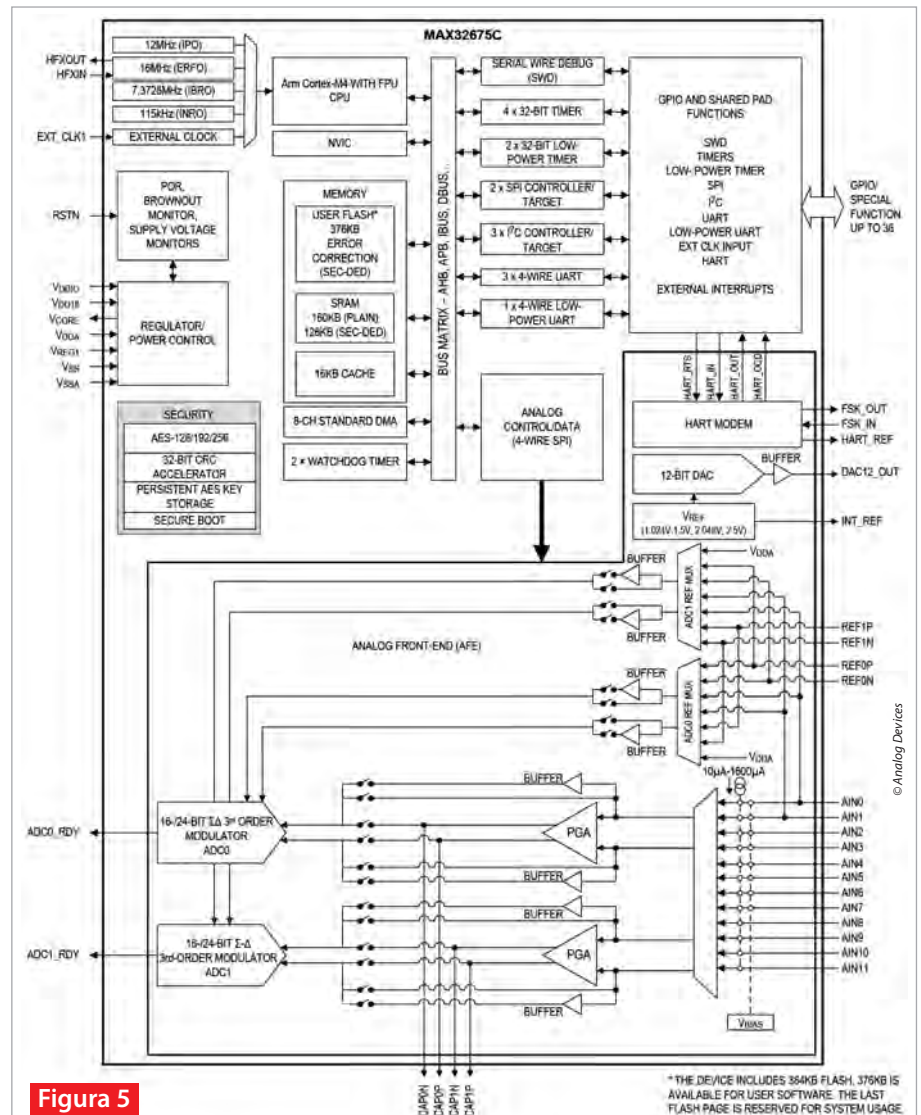 MAX32675C
HFXOUT
HFXIN
EXT_CLK1
12MHz (IPO)
16MHz (ERFO)
7.3728MHz (IBRO)
115kHz (INRO)
EXTERNAL CLOCK
Arm Cortex-M4-WITH FPU
CPU
NVIC
RSTN
POR,
BROWNOUT
MONITOR,
SUPPLY VOLTAGE
MONITORS
VDDIO
VDD18
VCORE
VDDA
VREG1
VSS
VSSA
REGULATOR/
POWER CONTROL
MEMORY
USER FLASH*
376KB
ERROR
CORRECTION
(SEC-DED)
SRAM
160KB (PLAIN)
128KB (SEC-DED)
16KB CACHE
8-CH STANDARD DMA
2 × WATCHDOG TIMER
SECURITY
AES-128/192/256
32-BIT CRC
ACCELERATOR
PERSISTENT AES KEY
STORAGE
SECURE BOOT
BUS MATRIX – AHB, APB, IBUS, DBUS,...
SERIAL WIRE DEBUG
(SWD)
4 x 32-BIT TIMER
2 x 32-BIT LOW-
POWER TIMER
2 x SPI CONTROLLER/
TARGET
3 x I²C CONTROLLER/
TARGET
3 x 4-WIRE UART
1 x 4-WIRE LOW-
POWER UART
ANALOG
CONTROL/DATA
(4-WIRE SPI)
GPIO AND SHARED PAD
FUNCTIONS
SWD
TIMERS
LOW- POWER TIMER
SPI
I²C
UART
LOW-POWER UART
EXT CLK INPUT
HART
EXTERNAL INTERRUPTS
GPIO/
SPECIAL
FUNCTION
UP TO 36
HART_RTS
HART_IN
HART_OUT
HART_OCD
HART MODEM
FSK_OUT
FSK_IN
HART_REF
12-BIT DAC
BUFFER
DAC12_OUT
VREF
(1.024V-1.5V, 2.048V, 2.5V)
INT_REF
ANALOG FRONT-END (AFE)
BUFFER
BUFFER
ADC1 REF MUX
VDDA
REF1P
REF1N
REF0P
REF0N
BUFFER
BUFFER
ADC0 REF MUX
VDDA
10µA-1600µA
© Analog Devices
ADC0_RDY
16-/24-BIT ΣΔ 3rd ORDER
MODULATOR
ADC0
BUFFER
PGA
BUFFER
ADC1_RDY
16-/24-BIT Σ-Δ
3rd-ORDER MODULATOR
ADC1
BUFFER
PGA
BUFFER
AIN0
AIN1
AIN2
AIN3
AIN4
AIN5
AIN6
AIN7
AIN8
AIN9
AIN10
AIN11
VBIAS
CAP0N
CAP0P
CAP1N
CAP1P
Figura 5
* THE DEVICE INCLUDES 384KB FLASH, 376KB IS
AVAILABLE FOR USER SOFTWARE. THE LAST
FLASH PAGE IS RESERVED FOR SYSTEM USAGE